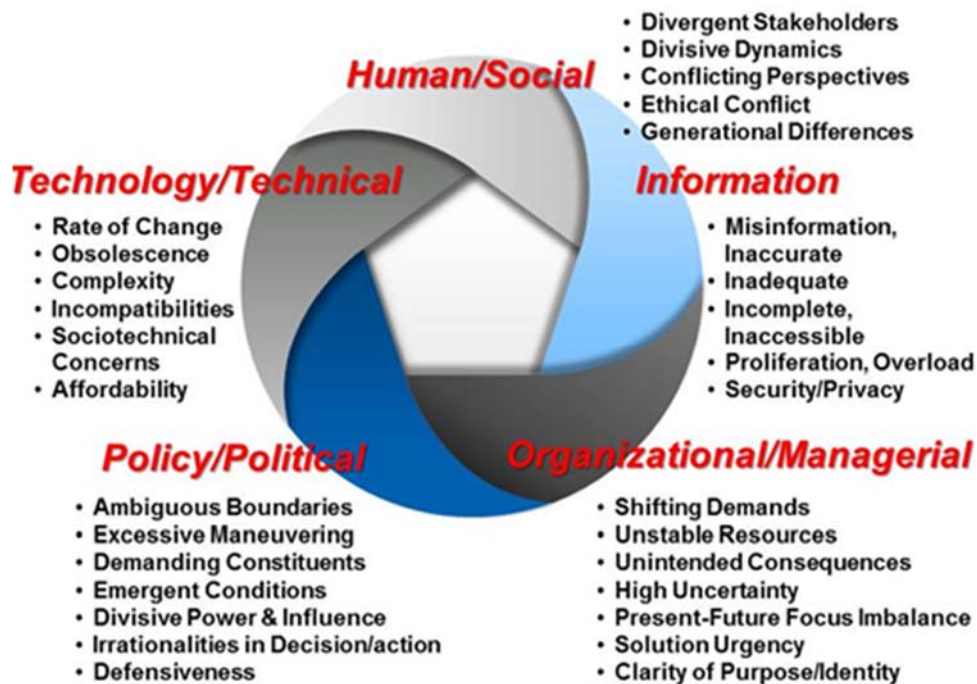 Human/Social
• Divergent Stakeholders
• Divisive Dynamics
• Conflicting Perspectives
• Ethical Conflict
• Generational Differences
Technology/Technical
• Rate of Change
• Obsolescence
• Complexity
• Incompatibilities
• Sociotechnical
Concerns
• Affordability
Information
• Misinformation,
Inaccurate
• Inadequate
• Incomplete,
Inaccessible
• Proliferation, Overload
• Security/Privacy
Policy/Political
• Ambiguous Boundaries
• Excessive Maneuvering
• Demanding Constituents
• Emergent Conditions
• Divisive Power & Influence
• Irrationalities in Decision/action
• Defensiveness
Organizational/Managerial
• Shifting Demands
• Unstable Resources
• Unintended Consequences
• High Uncertainty
• Present-Future Focus Imbalance
• Solution Urgency
• Clarity of Purpose/Identity